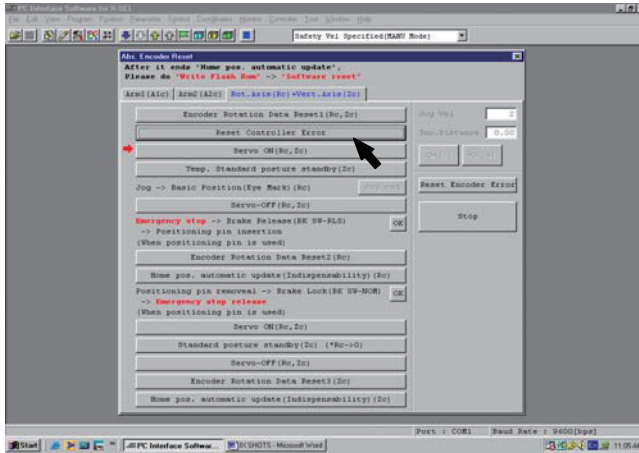 PC Interface Software for X-SEL
File Edit View Program Position Parameter Symbol Coordinate Monitor Controller Tool Window Help
Safety Vel Specified(MANU Mode)
Abs. Encoder Reset
After it ends 'Home pos. automatic update',
Please do 'Write Flash Rom' -> 'Software reset'
Arm1(A1c) Arm2(A2c) Rot.Axis(Rc)+Vert.Axis(Zc)
Encoder Rotation Data Reset1(Rc,Zc)
Reset Controller Error
Servo ON(Rc,Zc)
Temp. Standard posture standby(Zc)
Jog -> Basic Position(Eye Mark)(Rc)
Servo-OFF(Rc,Zc)
Emergency stop -> Brake Release(BK SW-RLS)
-> Positioning pin insertion
(When positioning pin is used)
OK
Encoder Rotation Data Reset2(Rc)
Home pos. automatic update(Indispensability)(Rc)
Positioning pin removeal -> Brake Lock(BK SW-NOM)
-> Emergency stop release
(When positioning pin is used)
OK
Servo ON(Rc,Zc)
Standard posture standby(Zc) (*Rc->0)
Servo-OFF(Rc,Zc)
Encoder Rotation Data Reset3(Zc)
Home pos. automatic update(Indispensability)(Zc)
Jog Vel 2
Inc.Distance 0.00
Reset Encoder Error
Stop
Port : COM1 Baud Rate : 9600[bps]
Start PC Interface Softwar... SHOTS - Microsoft Word 11:05 AM